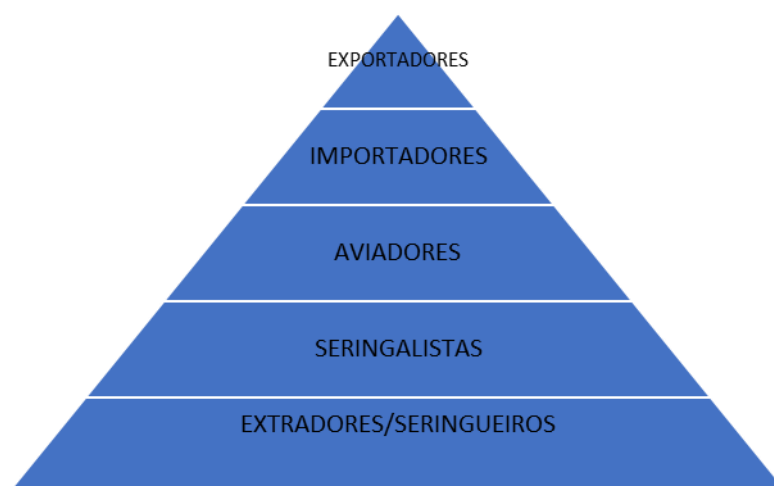 EXPORTADORES
IMPORTADORES
AVIADORES
SERINGALISTAS
EXTRADORES/SERINGUEIROS